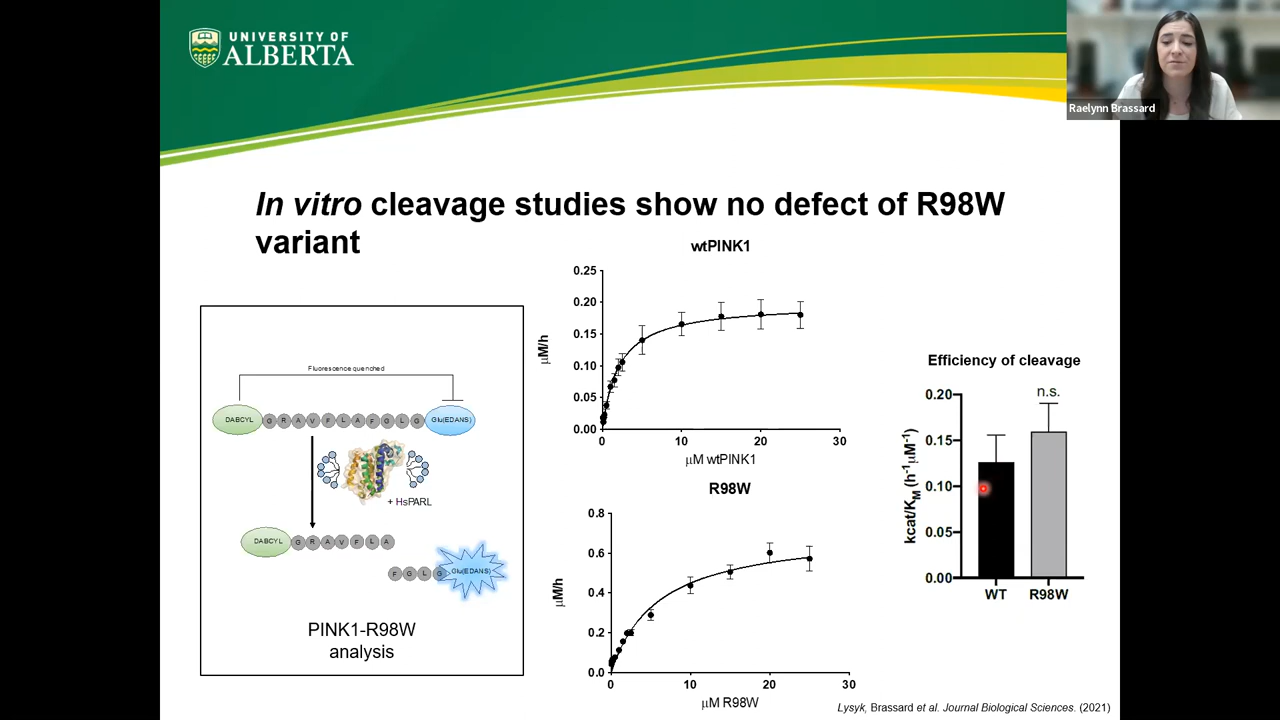 UNIVERSITY OF
ALBERTA
Raelynn Brassard
In vitro cleavage studies show no defect of R98W
variant
Fluorescence quenched
DABCYL G R A V F L A F G L G Glu(EDANS)
+ HsPARL
DABCYL G R A V F L A
F G L G Glu(EDANS)
PINK1-R98W
analysis
wtPINK1
0.25
0.20
0.15
0.10
0.05
0.00
μM/h
0 10 20 30
μM wtPINK1
R98W
0.8
0.6
0.4
0.2
0.0
μM/h
0 10 20 30
μM R98W
Efficiency of cleavage
n.s.
0.20
0.15
0.10
0.05
0.00
kcat/KM (h-1μM-1)
WT R98W
Lysyk, Brassard et al. Journal Biological Sciences. (2021)